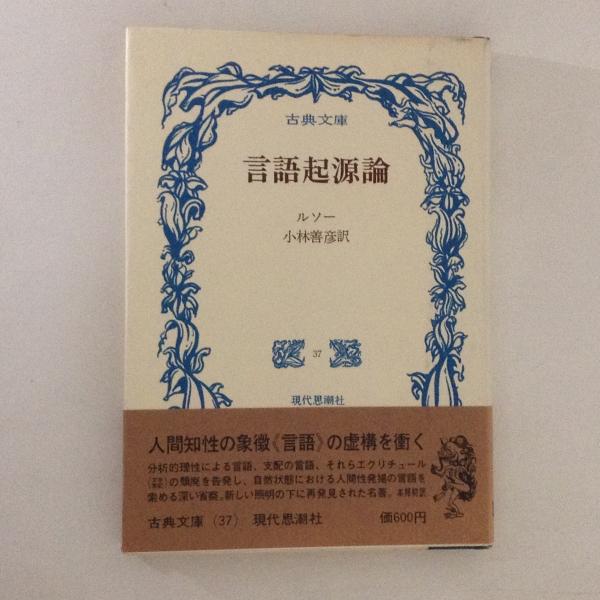 古典文庫
言語起源論
ルソー
小林善彦訳
37
現代思潮社
人間知性の象徴《言語》の虚構を衝く
分析的理性による言語、支配の言語、それらエクリチュール
の頽廃を告発し、自然状態における人間性発揚の言語を
索める深い省察。新しい照明の下に再発見された名著。本邦初訳
古典文庫(37) 現代思潮社 価600円